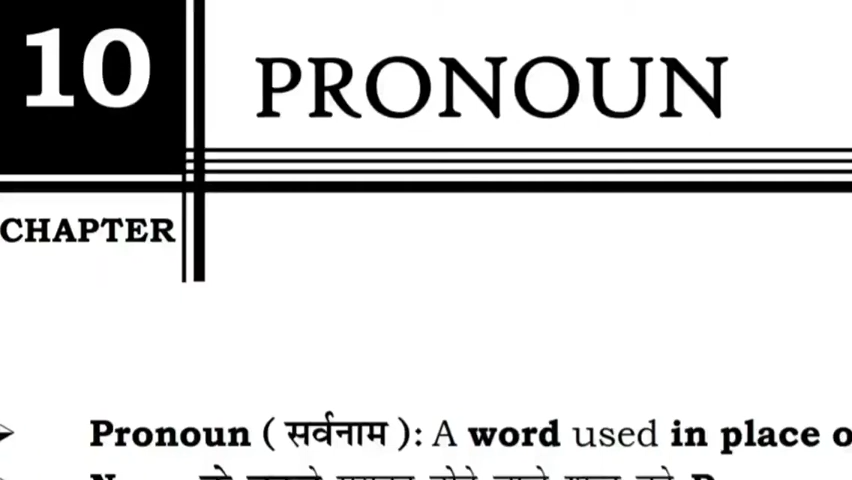 10
PRONOUN
CHAPTER
Pronoun ( सर्वनाम ): A word used in place